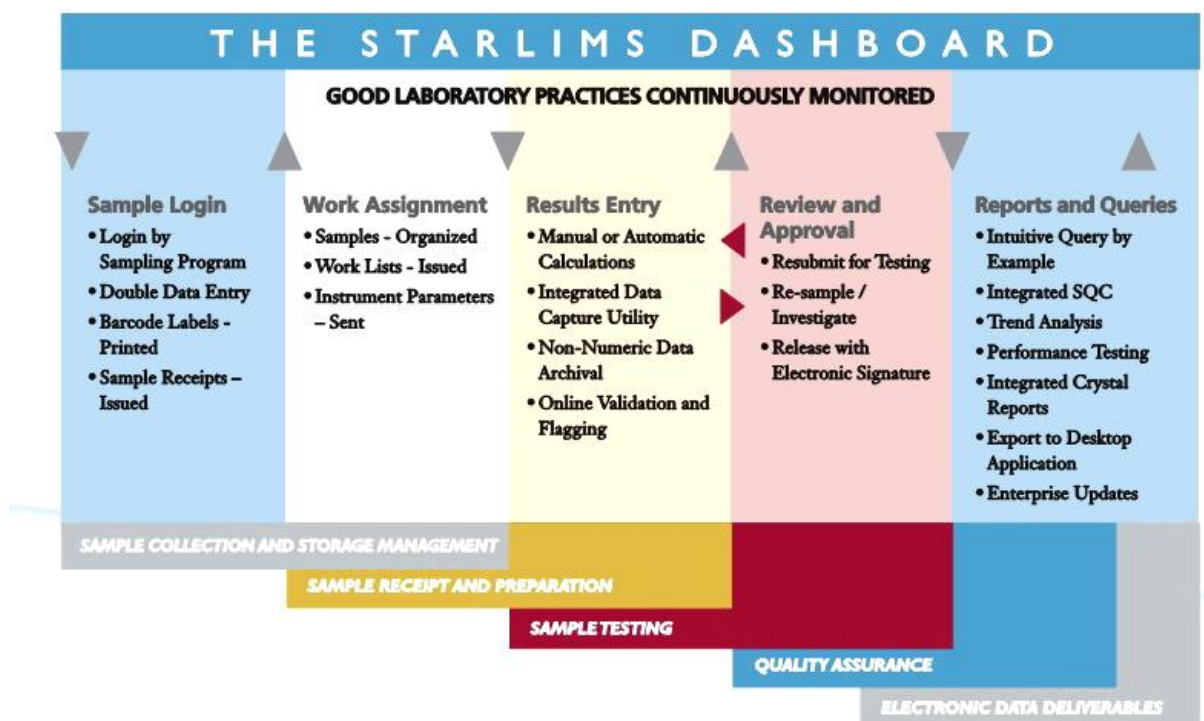 THE STARLIMS DASHBOARD
GOOD LABORATORY PRACTICES CONTINUOUSLY MONITORED
Sample Login
• Login by
Sampling Program
• Double Data Entry
• Barcode Labels -
Printed
• Sample Receipts –
Issued
Work Assignment
• Samples - Organized
• Work Lists - Issued
• Instrument Parameters
– Sent
Results Entry
• Manual or Automatic
Calculations
• Integrated Data
Capture Utility
• Non-Numeric Data
Archival
• Online Validation and
Flagging
Review and
Approval
• Resubmit for Testing
• Re-sample /
Investigate
• Release with
Electronic Signature
Reports and Queries
• Intuitive Query by
Example
• Integrated SQC
• Trend Analysis
• Performance Testing
• Integrated Crystal
Reports
• Export to Desktop
Application
• Enterprise Updates
SAMPLE COLLECTION AND STORAGE MANAGEMENT
SAMPLE RECEIPT AND PREPARATION
SAMPLE TESTING
QUALITY ASSURANCE
ELECTRONIC DATA DELIVERABLES